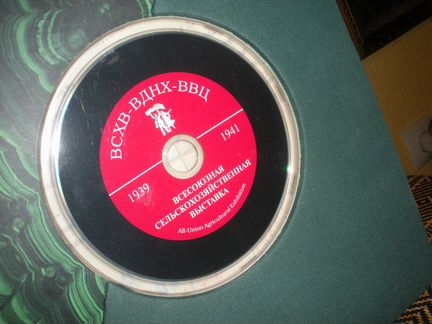 ВСХВ-ВДНХ-ВВЦ
1939 1941
ВСЕСОЮЗНАЯ
СЕЛЬСКОХОЗЯЙСТВЕННАЯ
ВЫСТАВКА
All-Union Agricultural Exhibition